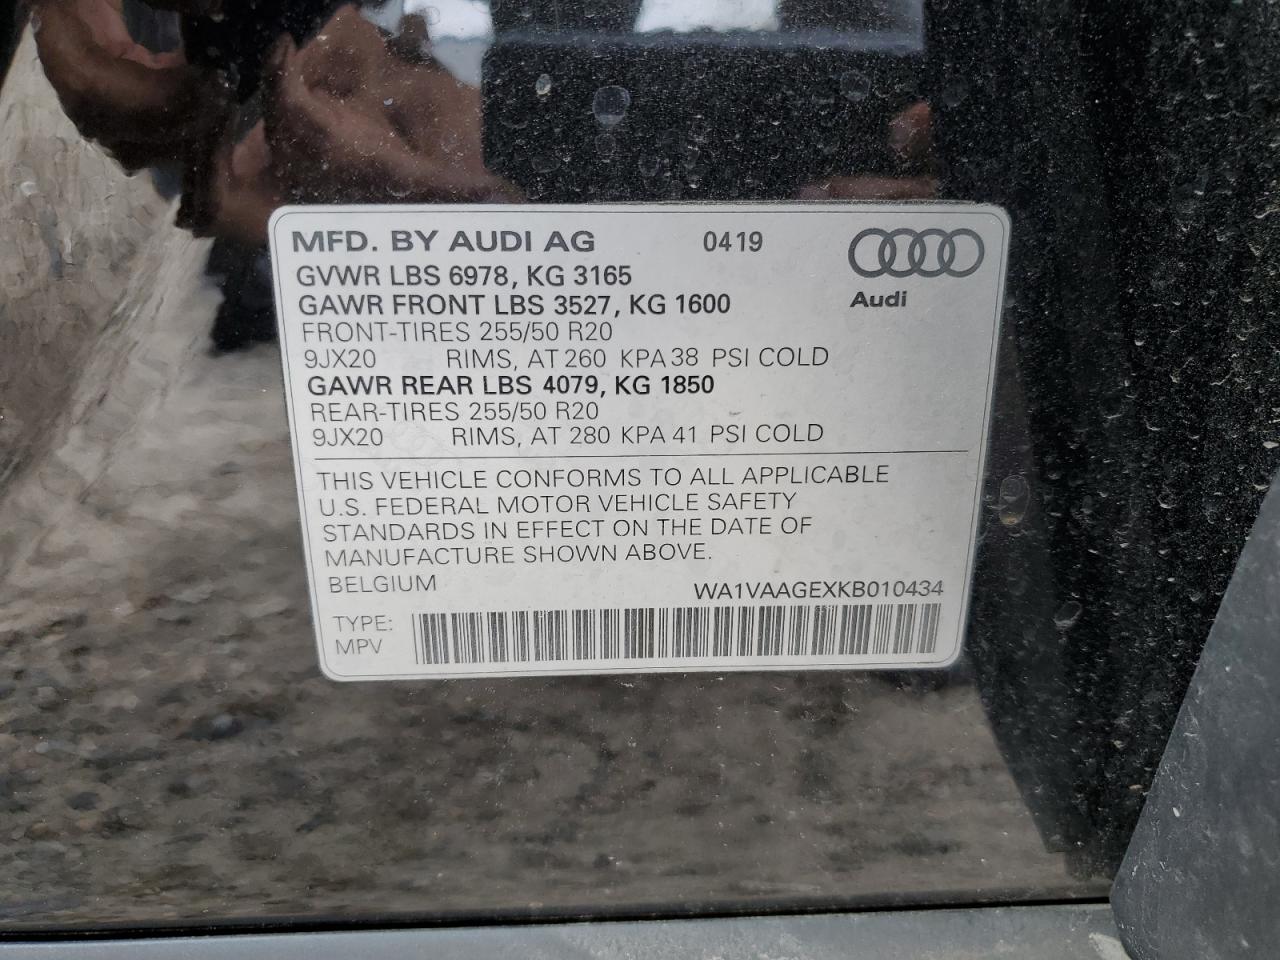 MFD. BY AUDI AG 0419
GVWR LBS 6978, KG 3165
GAWR FRONT LBS 3527, KG 1600
Audi
FRONT-TIRES 255/50 R20
9JX20 RIMS, AT 260 KPA 38 PSI COLD
GAWR REAR LBS 4079, KG 1850
REAR-TIRES 255/50 R20
9JX20 RIMS, AT 280 KPA 41 PSI COLD
THIS VEHICLE CONFORMS TO ALL APPLICABLE
U.S. FEDERAL MOTOR VEHICLE SAFETY
STANDARDS IN EFFECT ON THE DATE OF
MANUFACTURE SHOWN ABOVE.
BELGIUM WA1VAAGEXKB010434
TYPE:
MPV